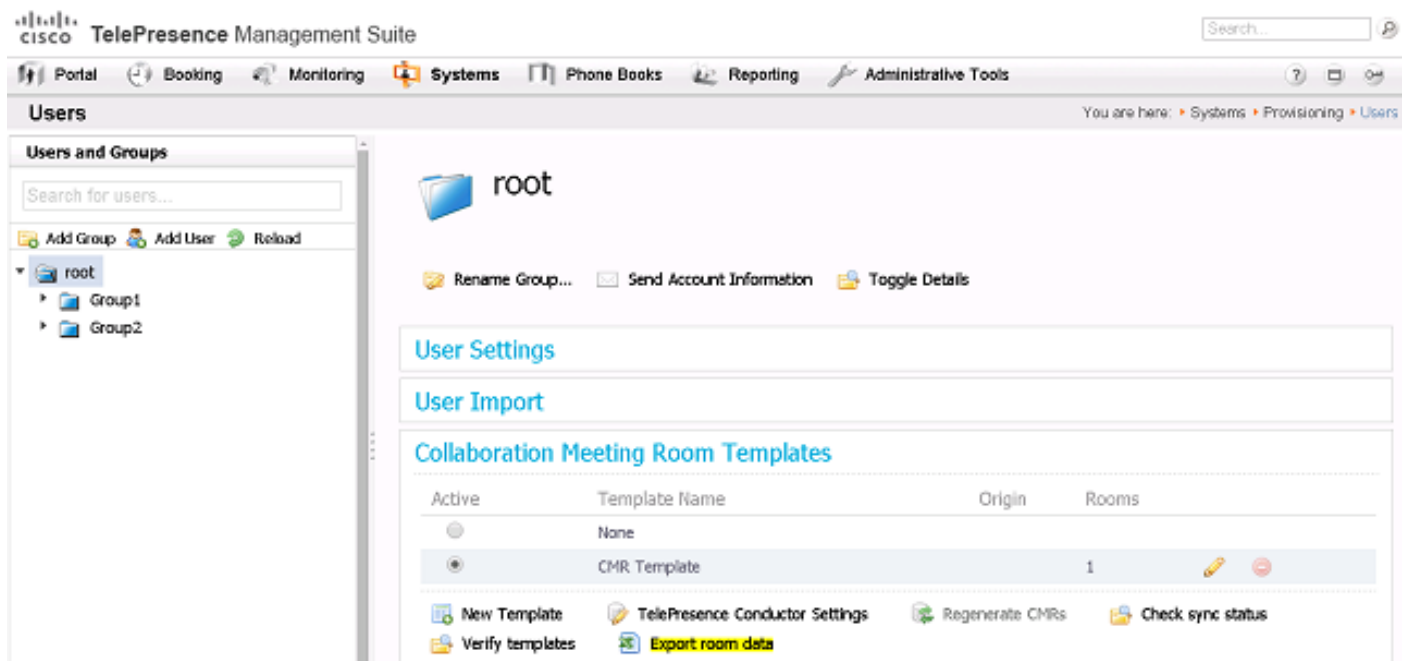 CISCO TelePresence Management Suite
Search...
Portal Booking Monitoring Systems Phone Books Reporting Administrative Tools ?
Users You are here: Systems Provisioning Users
Users and Groups
Search for users...
Add Group Add User Reload
root
Group1
Group2
root
Rename Group... Send Account Information Toggle Details
User Settings
User Import
Collaboration Meeting Room Templates
Active Template Name Origin Rooms
None
CMR Template 1
New Template TelePresence Conductor Settings Regenerate CMRs Check sync status
Verify templates Export room data